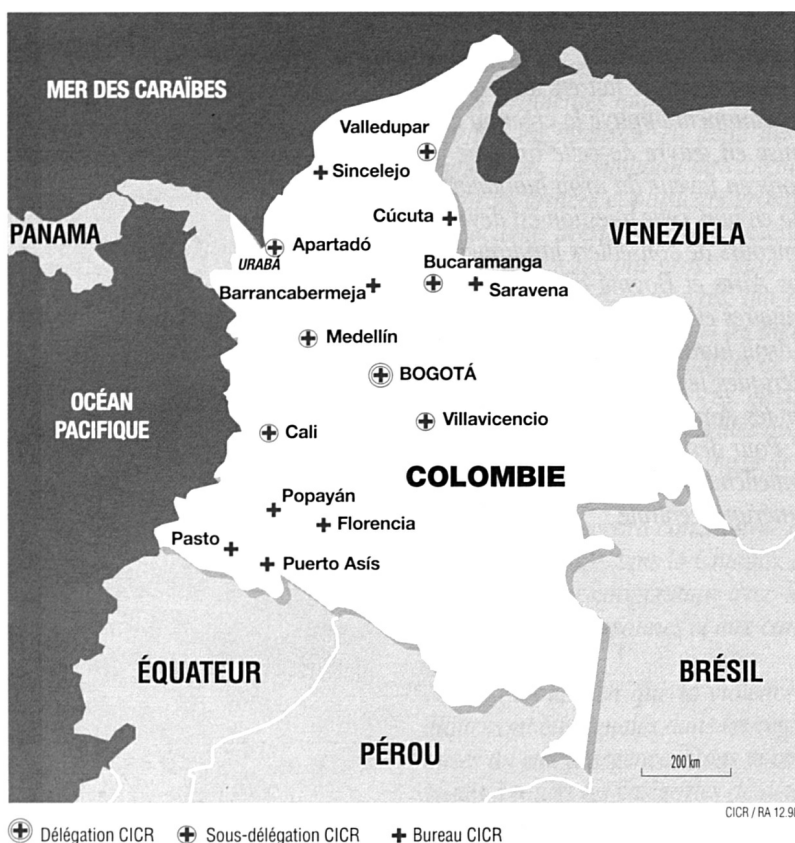 MER DES CARAÏBES
Valledupar
Sincelejo
Cúcuta
PANAMA
Apartadó
URABÁ
VENEZUELA
Bucaramanga
Barrancabermeja
Saravena
Medellín
BOGOTÁ
OCÉAN
PACIFIQUE
Cali
Villavicencio
COLOMBIE
Popayán
Florencia
Pasto
Puerto Asís
ÉQUATEUR
BRÉSIL
PÉROU
200 km
CICR / RA 12.9
Délégation CICR
Sous-délégation CICR
Bureau CICR